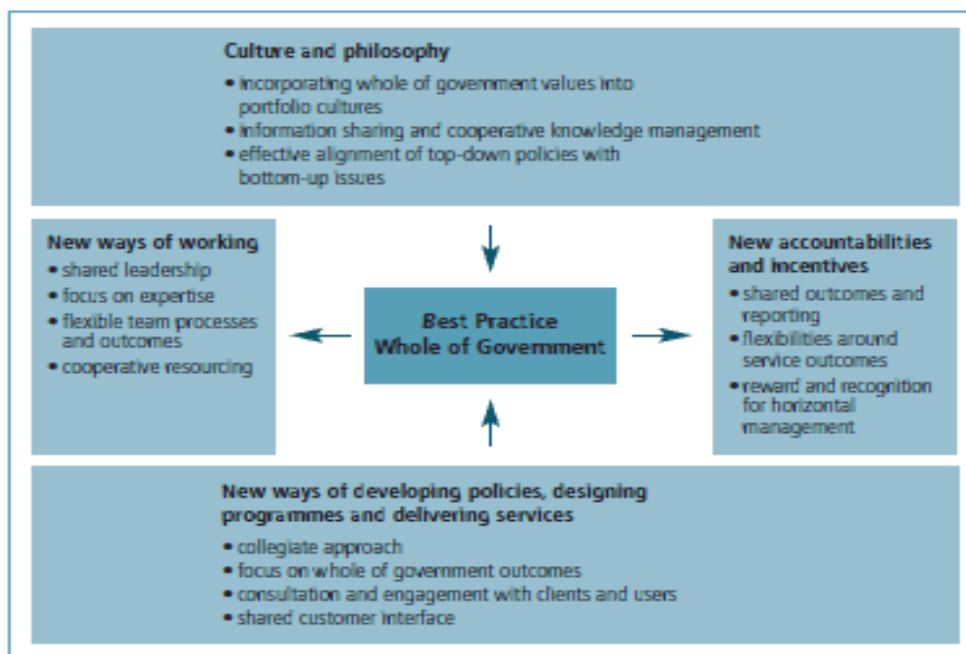 Culture and philosophy
• incorporating whole of government values into
portfolio cultures
• information sharing and cooperative knowledge management
• effective alignment of top-down policies with
bottom-up issues
New ways of working
• shared leadership
• focus on expertise
• flexible team processes
and outcomes
• cooperative resourcing
Best Practice
Whole of Government
New accountabilities
and incentives
• shared outcomes and
reporting
• flexibilities around
service outcomes
• reward and recognition
for horizontal
management
New ways of developing policies, designing
programmes and delivering services
• collegiate approach
• focus on whole of government outcomes
• consultation and engagement with clients and users
• shared customer interface